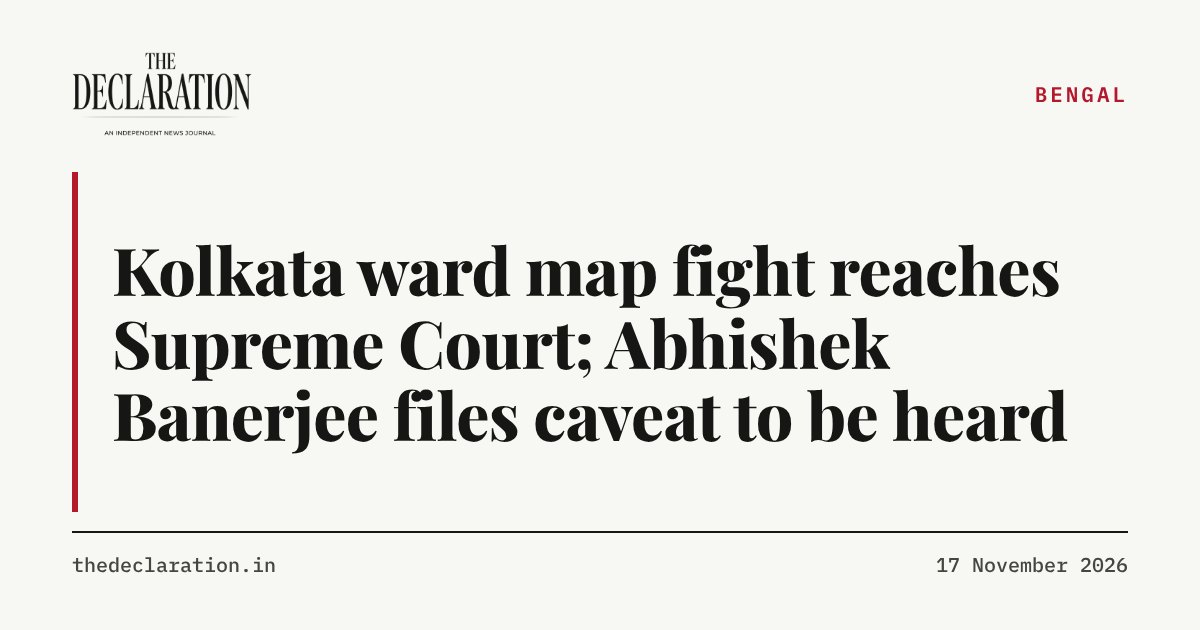 THE
DECLARATION
AN INDEPENDENT NEWS JOURNAL
BENGAL
Kolkata ward map fight reaches
Supreme Court; Abhishek
Banerjee files caveat to be heard
thedeclaration.in
17 November 2026